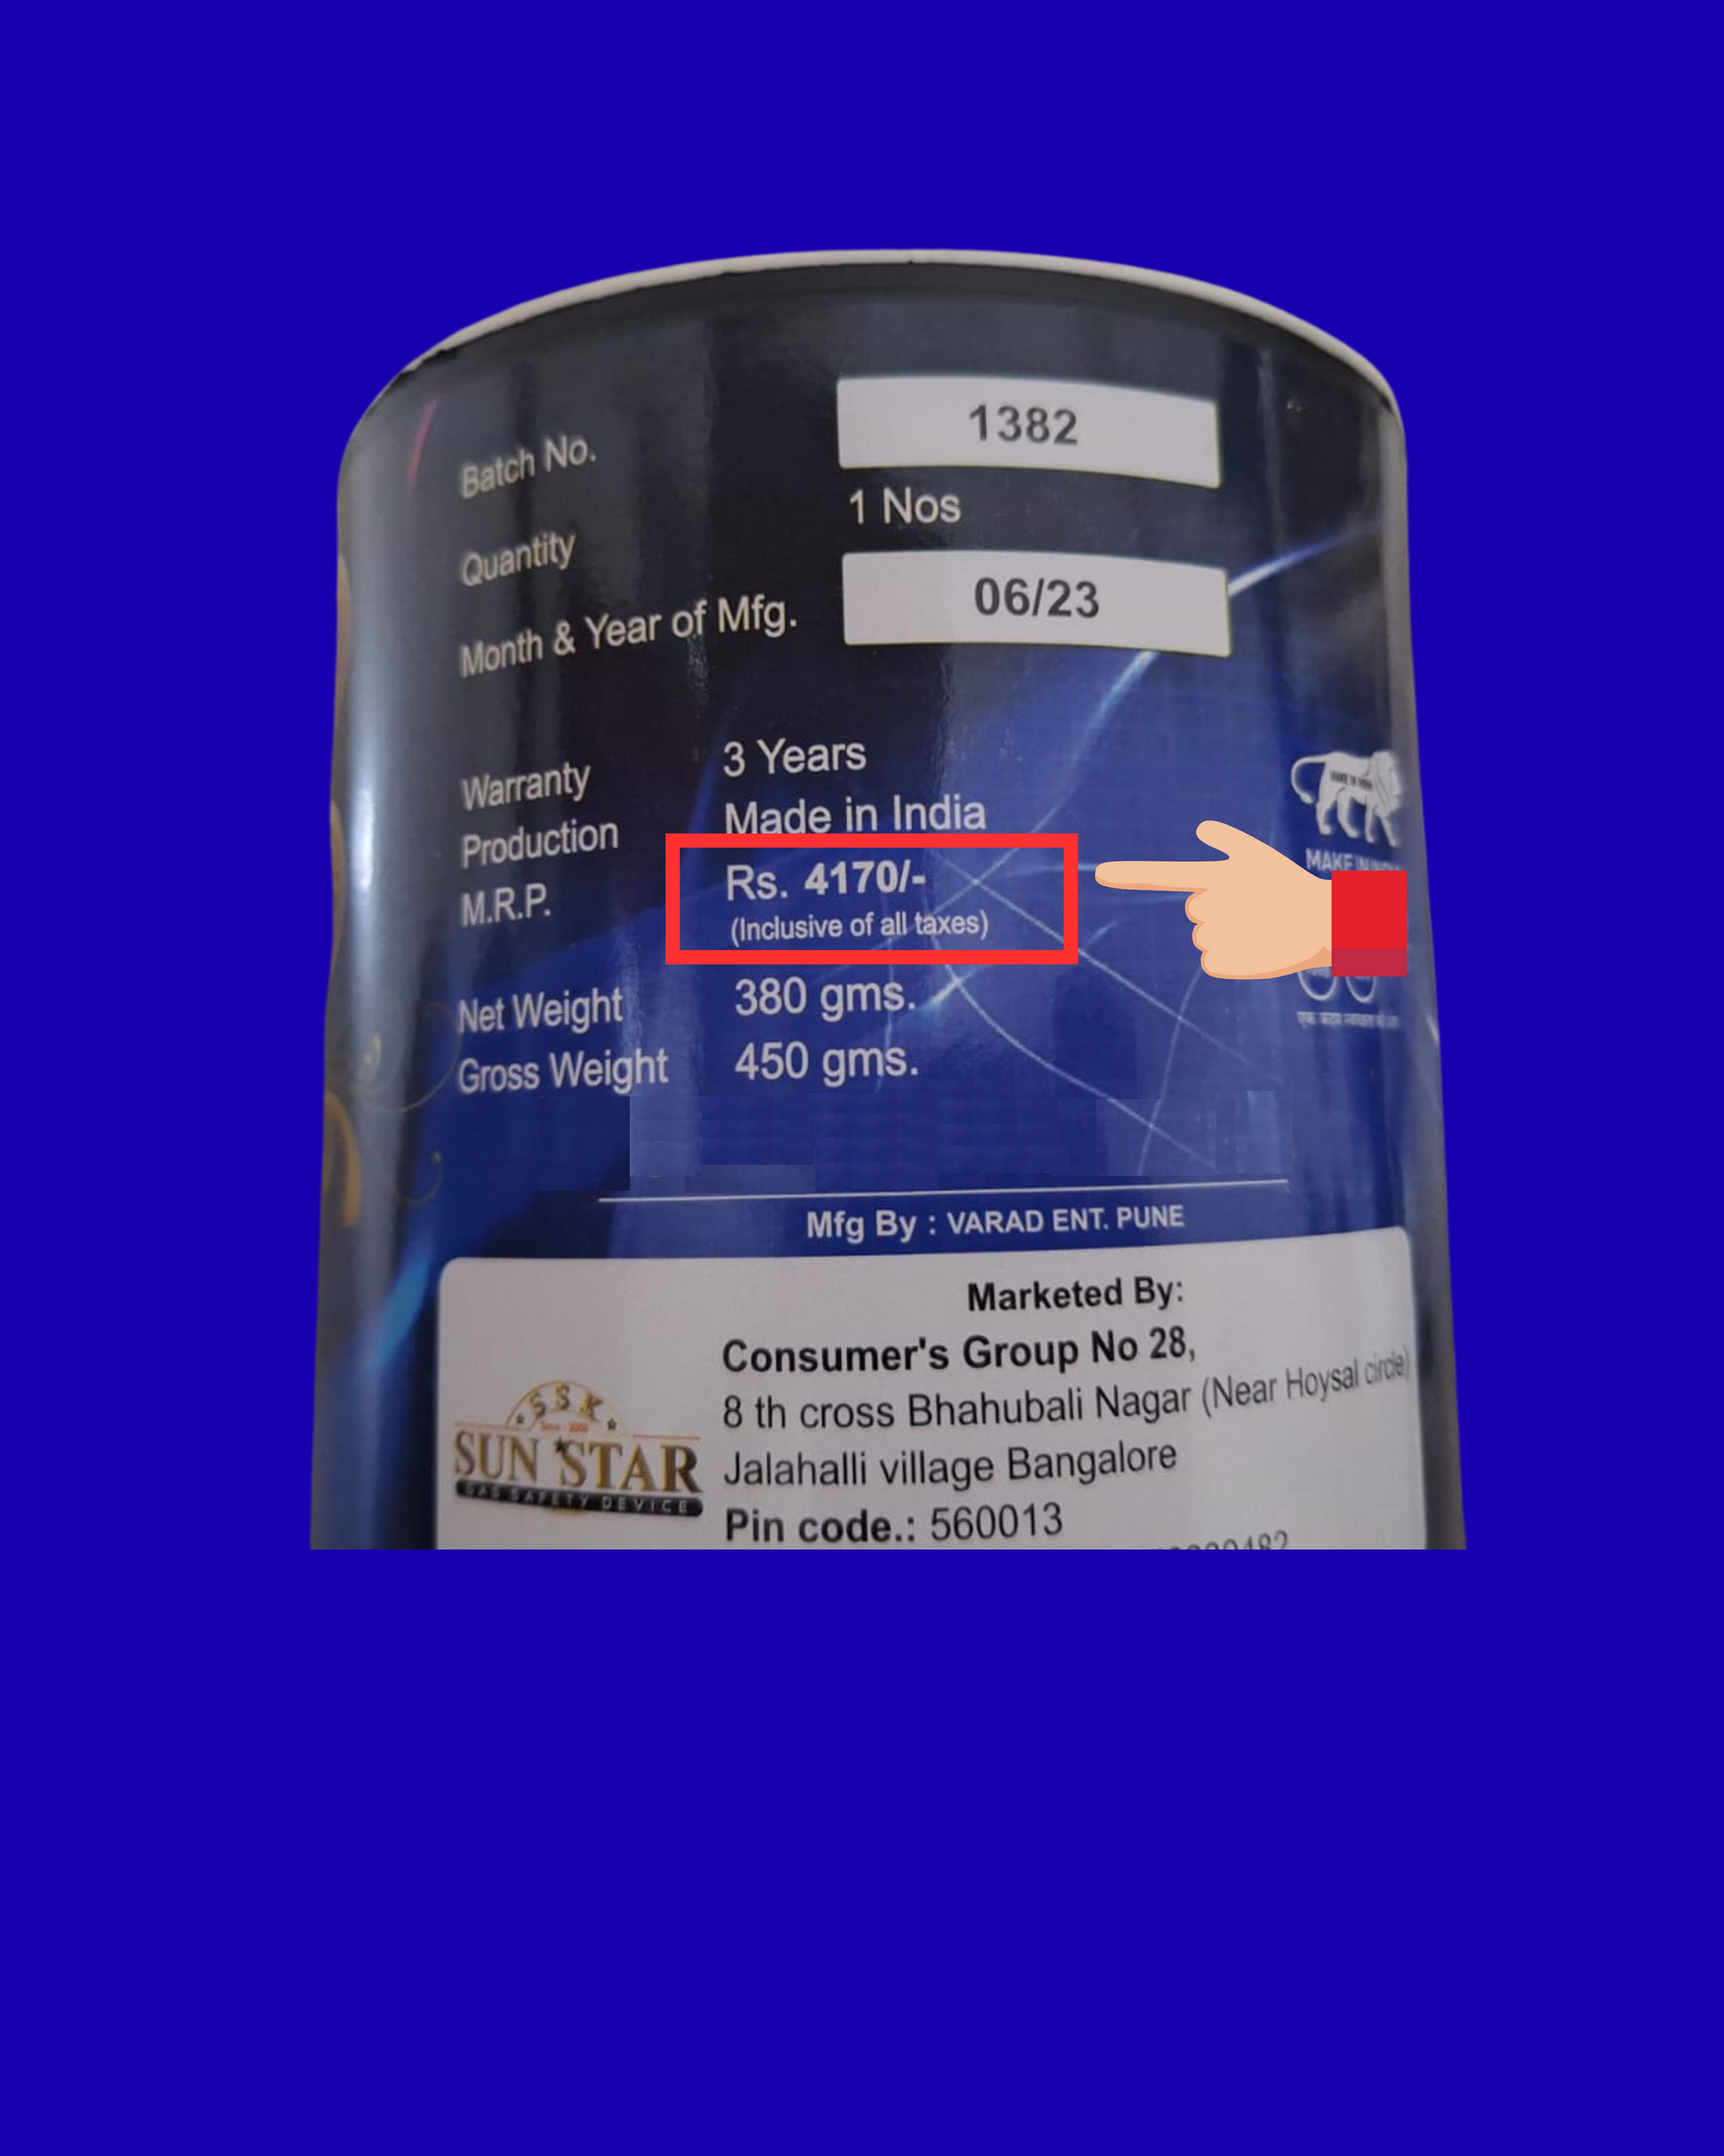 Batch No. 1382
Quantity 1 Nos
Month & Year of Mfg. 06/23
Warranty 3 Years
Production Made in India
M.R.P. Rs. 4170/-
(Inclusive of all taxes)
Net Weight 380 gms.
Gross Weight 450 gms.
MAKE IN INDIA
Mfg By : VARAD ENT. PUNE
Marketed By:
Consumer's Group No 28,
8 th cross Bhahubali Nagar (Near Hoysal circle)
Jalahalli village Bangalore
Pin code.: 560013
SSK
SUN STAR
GAS SAFETY DEVICE